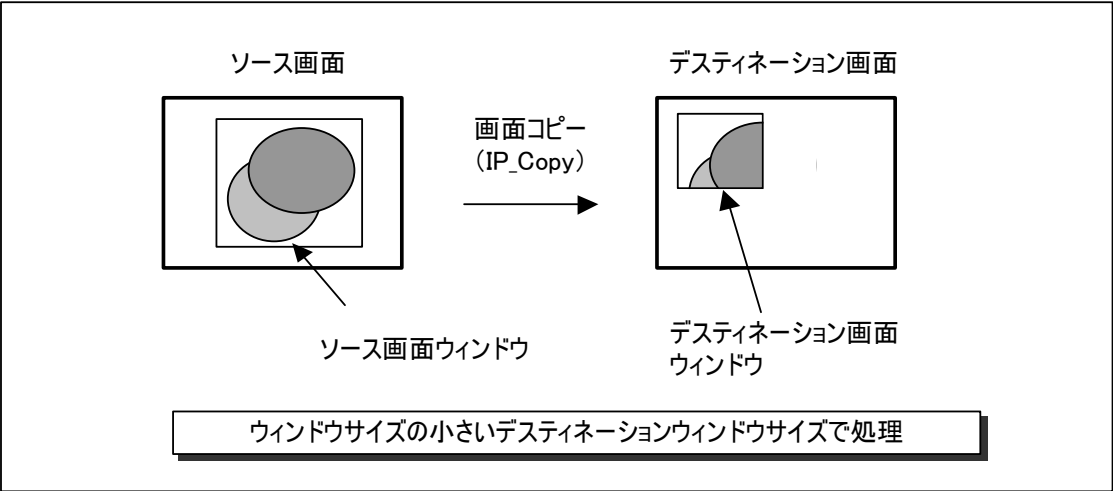 ソース画面
デスティネーション画面
画面コピー
(IP_Copy)
ソース画面ウィンドウ
デスティネーション画面
ウィンドウ
ウィンドウサイズの小さいデスティネーションウィンドウサイズで処理